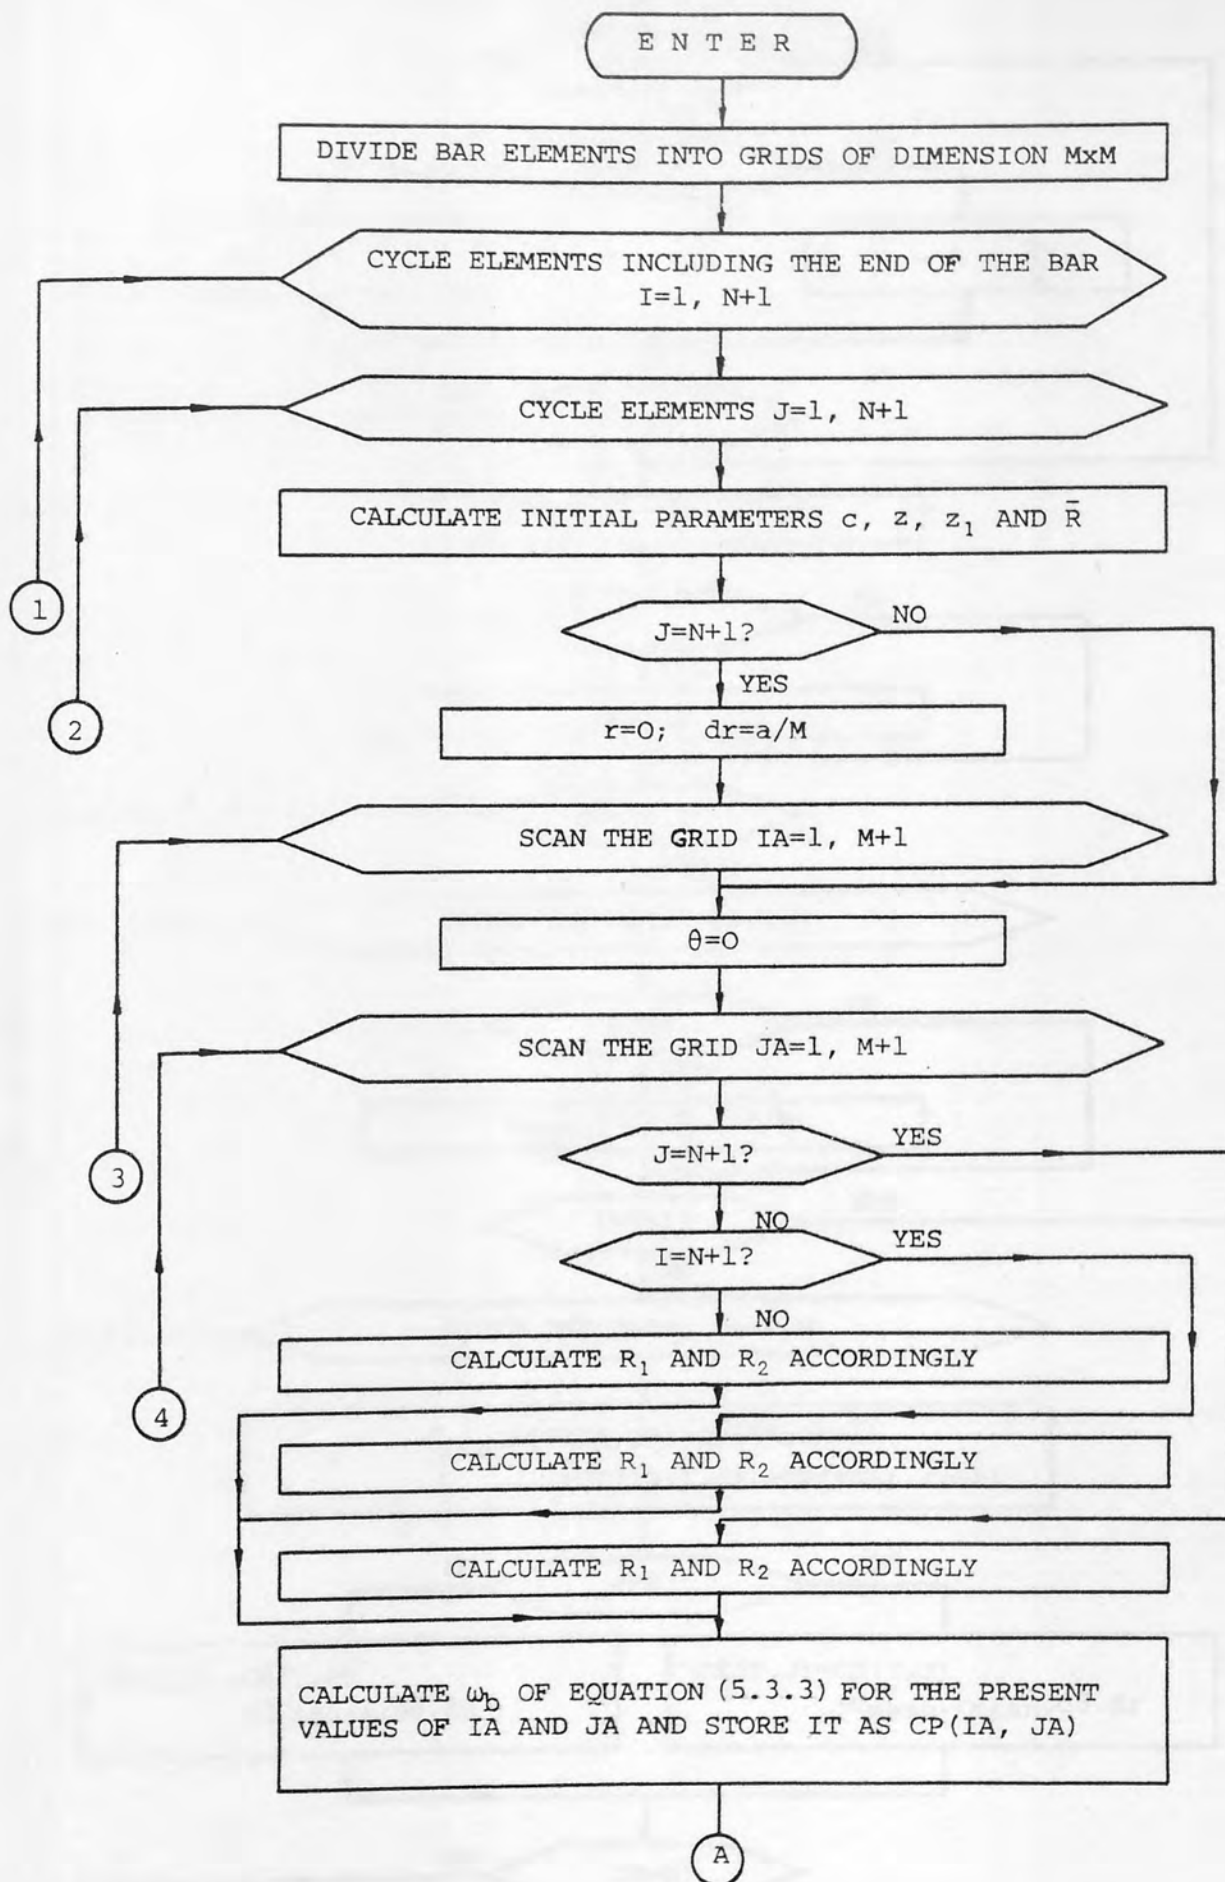 E N T E R
DIVIDE BAR ELEMENTS INTO GRIDS OF DIMENSION MxM
CYCLE ELEMENTS INCLUDING THE END OF THE BAR
I=1, N+1
CYCLE ELEMENTS J=1, N+1
CALCULATE INITIAL PARAMETERS c, z, z₁ AND R̄
1
J=N+1?
NO
YES
2
r=0; dr=a/M
SCAN THE GRID IA=1, M+1
θ=0
SCAN THE GRID JA=1, M+1
3
J=N+1?
YES
NO
I=N+1?
YES
NO
CALCULATE R₁ AND R₂ ACCORDINGLY
4
CALCULATE R₁ AND R₂ ACCORDINGLY
CALCULATE R₁ AND R₂ ACCORDINGLY
CALCULATE ω_b OF EQUATION (5.3.3) FOR THE PRESENT
VALUES OF IA AND JA AND STORE IT AS CP(IA, JA)
A